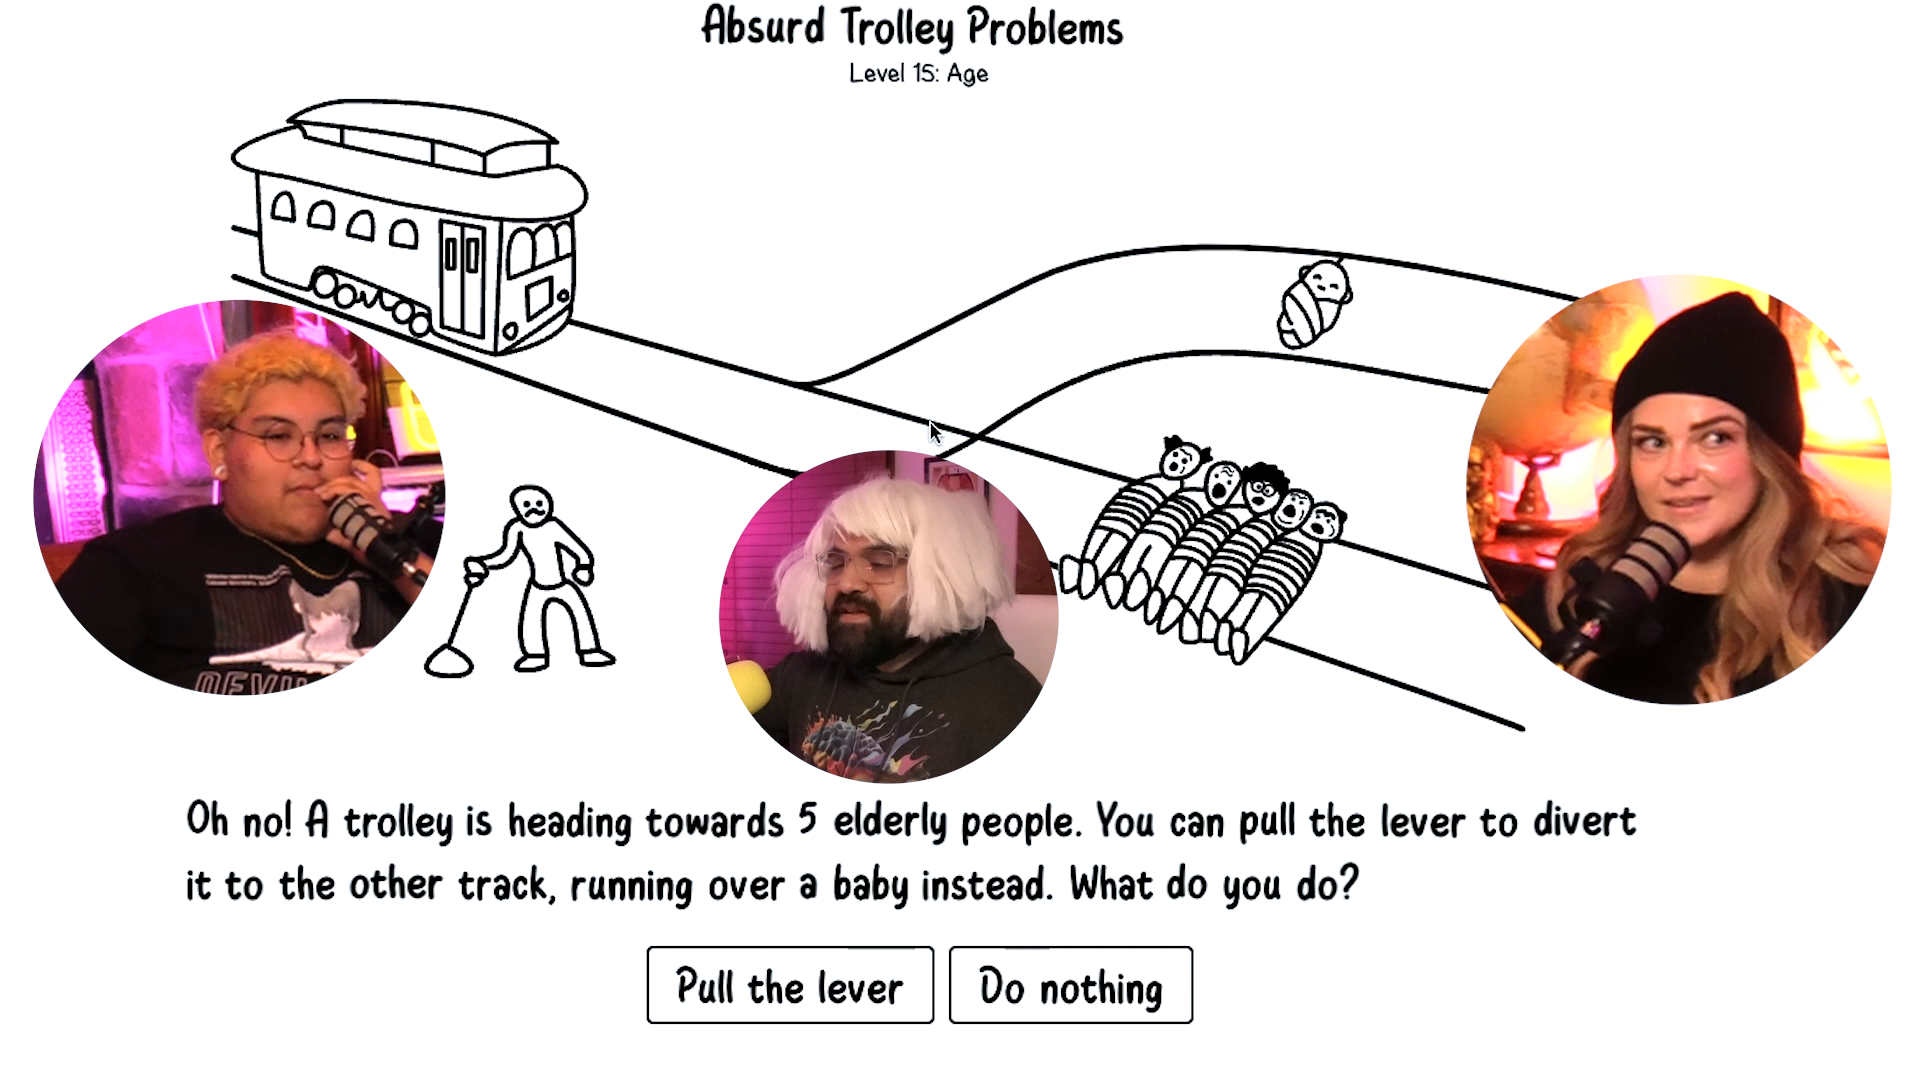 Absurd Trolley Problems
Level 15: Age
Oh no! A trolley is heading towards 5 elderly people. You can pull the lever to divert
it to the other track, running over a baby instead. What do you do?
Pull the lever
Do nothing